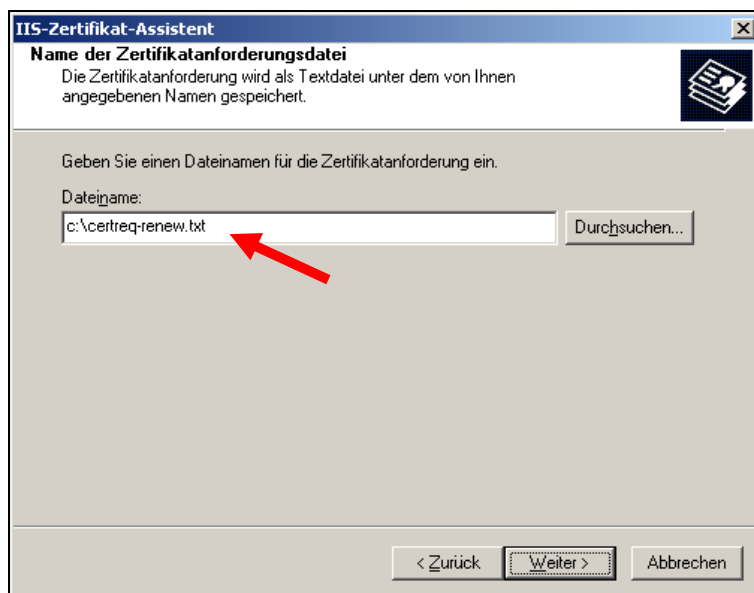 IIS-Zertifikat-Assistent
Name der Zertifikatanforderungsdatei
Die Zertifikatanforderung wird als Textdatei unter dem von Ihnen
angegebenen Namen gespeichert.
Geben Sie einen Dateinamen für die Zertifikatanforderung ein.
Dateiname:
c:\certreq-renew.txt
Durchsuchen...
< Zurück
Weiter >
Abbrechen